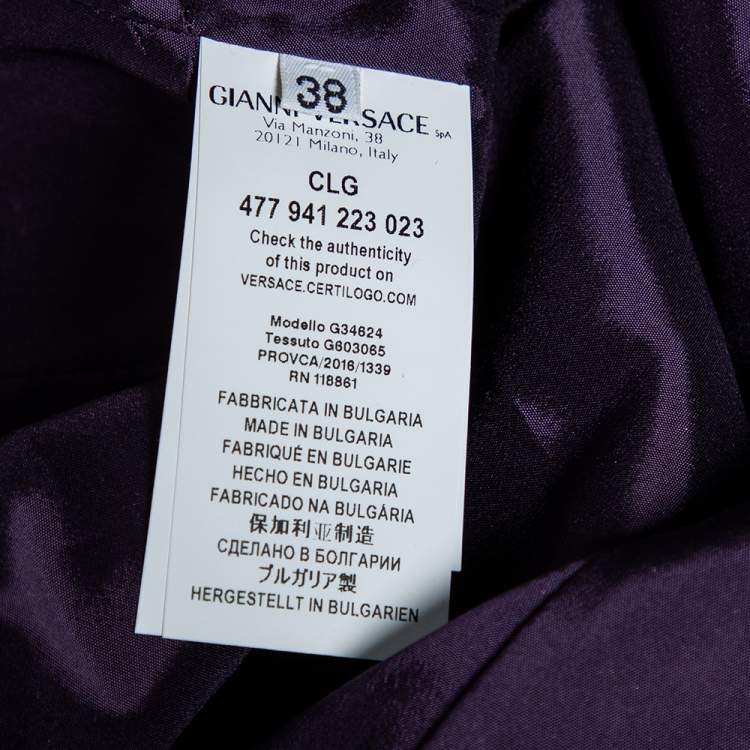 38
GIANNI VERSACE SpA
Via Manzoni, 38
20121 Milano, Italy
CLG
477 941 223 023
Check the authenticity
of this product on
VERSACE.CERTILOGO.COM
Modello G34624
Tessuto G603065
PROVCA/2016/1339
RN 118861
FABBRICATA IN BULGARIA
MADE IN BULGARIA
FABRIQUÉ EN BULGARIE
HECHO EN BULGARIA
FABRICADO NA BULGÁRIA
保加利亚制造
СДЕЛАНО В БОЛГАРИИ
ブルガリア製
HERGESTELLT IN BULGARIEN